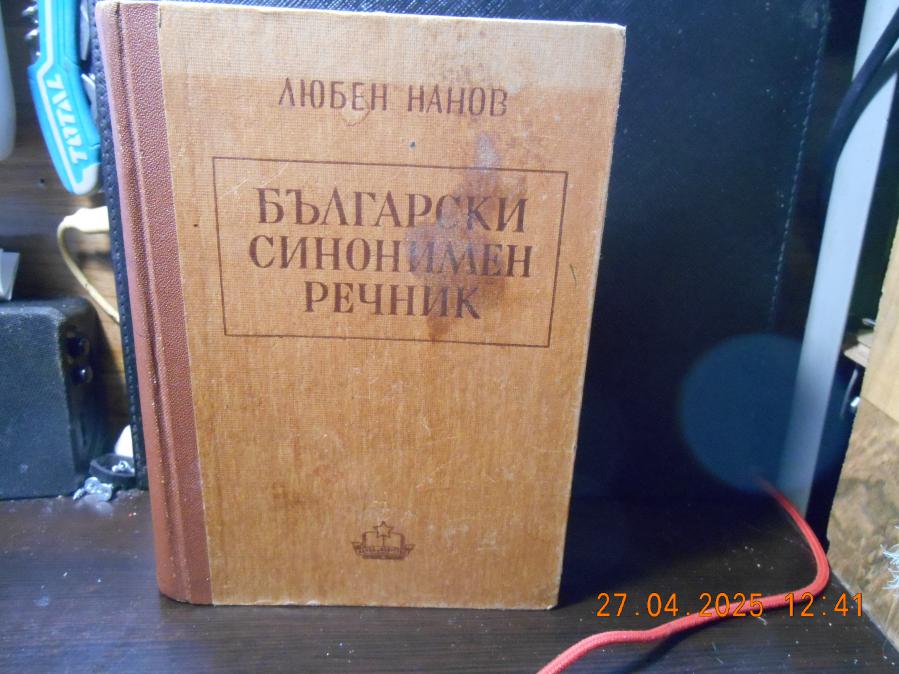 TOTAL
ЛЮБЕН НАНОВ
БЪЛГАРСКИ
СИНОНИМЕН
РЕЧНИК
27.04.2025 12:41